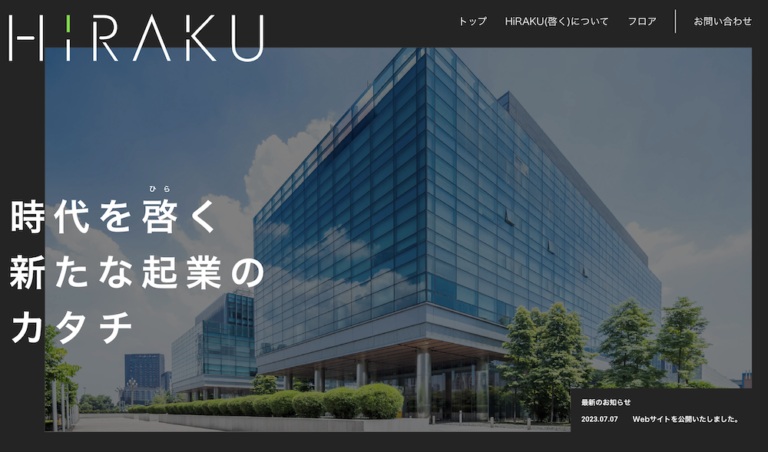 HiRAKU
トップ
HiRAKU(啓く)について
フロア
お問い合わせ
ひら
時代を啓く
新たな起業の
カタチ
最新のお知らせ
2023.07.07 Webサイトを公開いたしました。